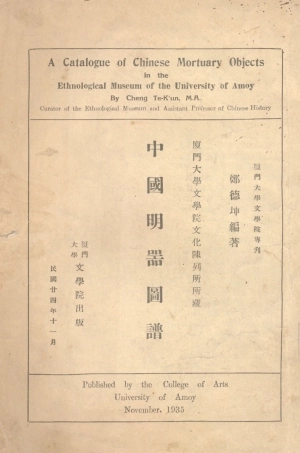 A Catalogue of Chinese Mortuary Objects
in the
Ethnological Museum of the University of Amoy
By Cheng Te-K'un, M.A.
Curator of the Ethnological Museum and Assistant Professor of Chinese History
廈門大學文學院專刊
鄭德坤編著
廈門大學文學院文化陳列所所藏
中國明器圖譜
廈門大學文學院出版
民國廿四年十一月
Published by the College of Arts
University of Amoy
November, 1935